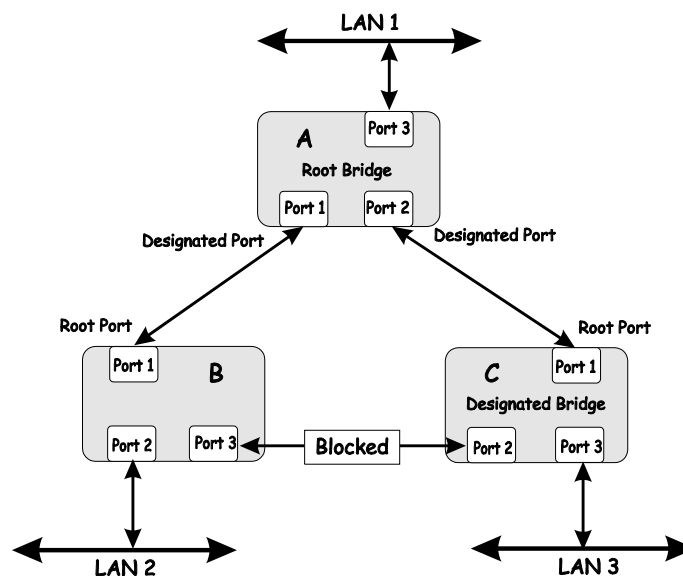 LAN 1
Port 3
A
Root Bridge
Port 1
Port 2
Designated Port
Designated Port
Root Port
Root Port
Port 1
B
C
Port 1
Designated Bridge
Port 2
Port 3
Blocked
Port 2
Port 3
LAN 2
LAN 3